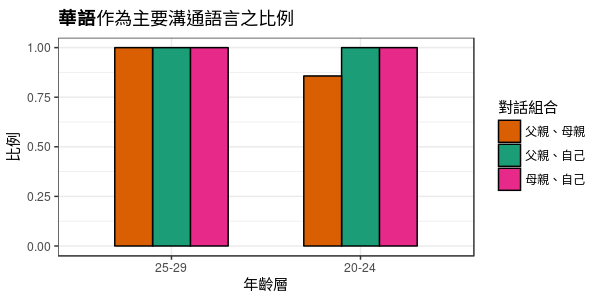 華語作為主要溝通語言之比例
1.00
0.75
0.50
0.25
0.00
比例
25-29
20-24
年齡層
對話組合
父親、母親
父親、自己
母親、自己